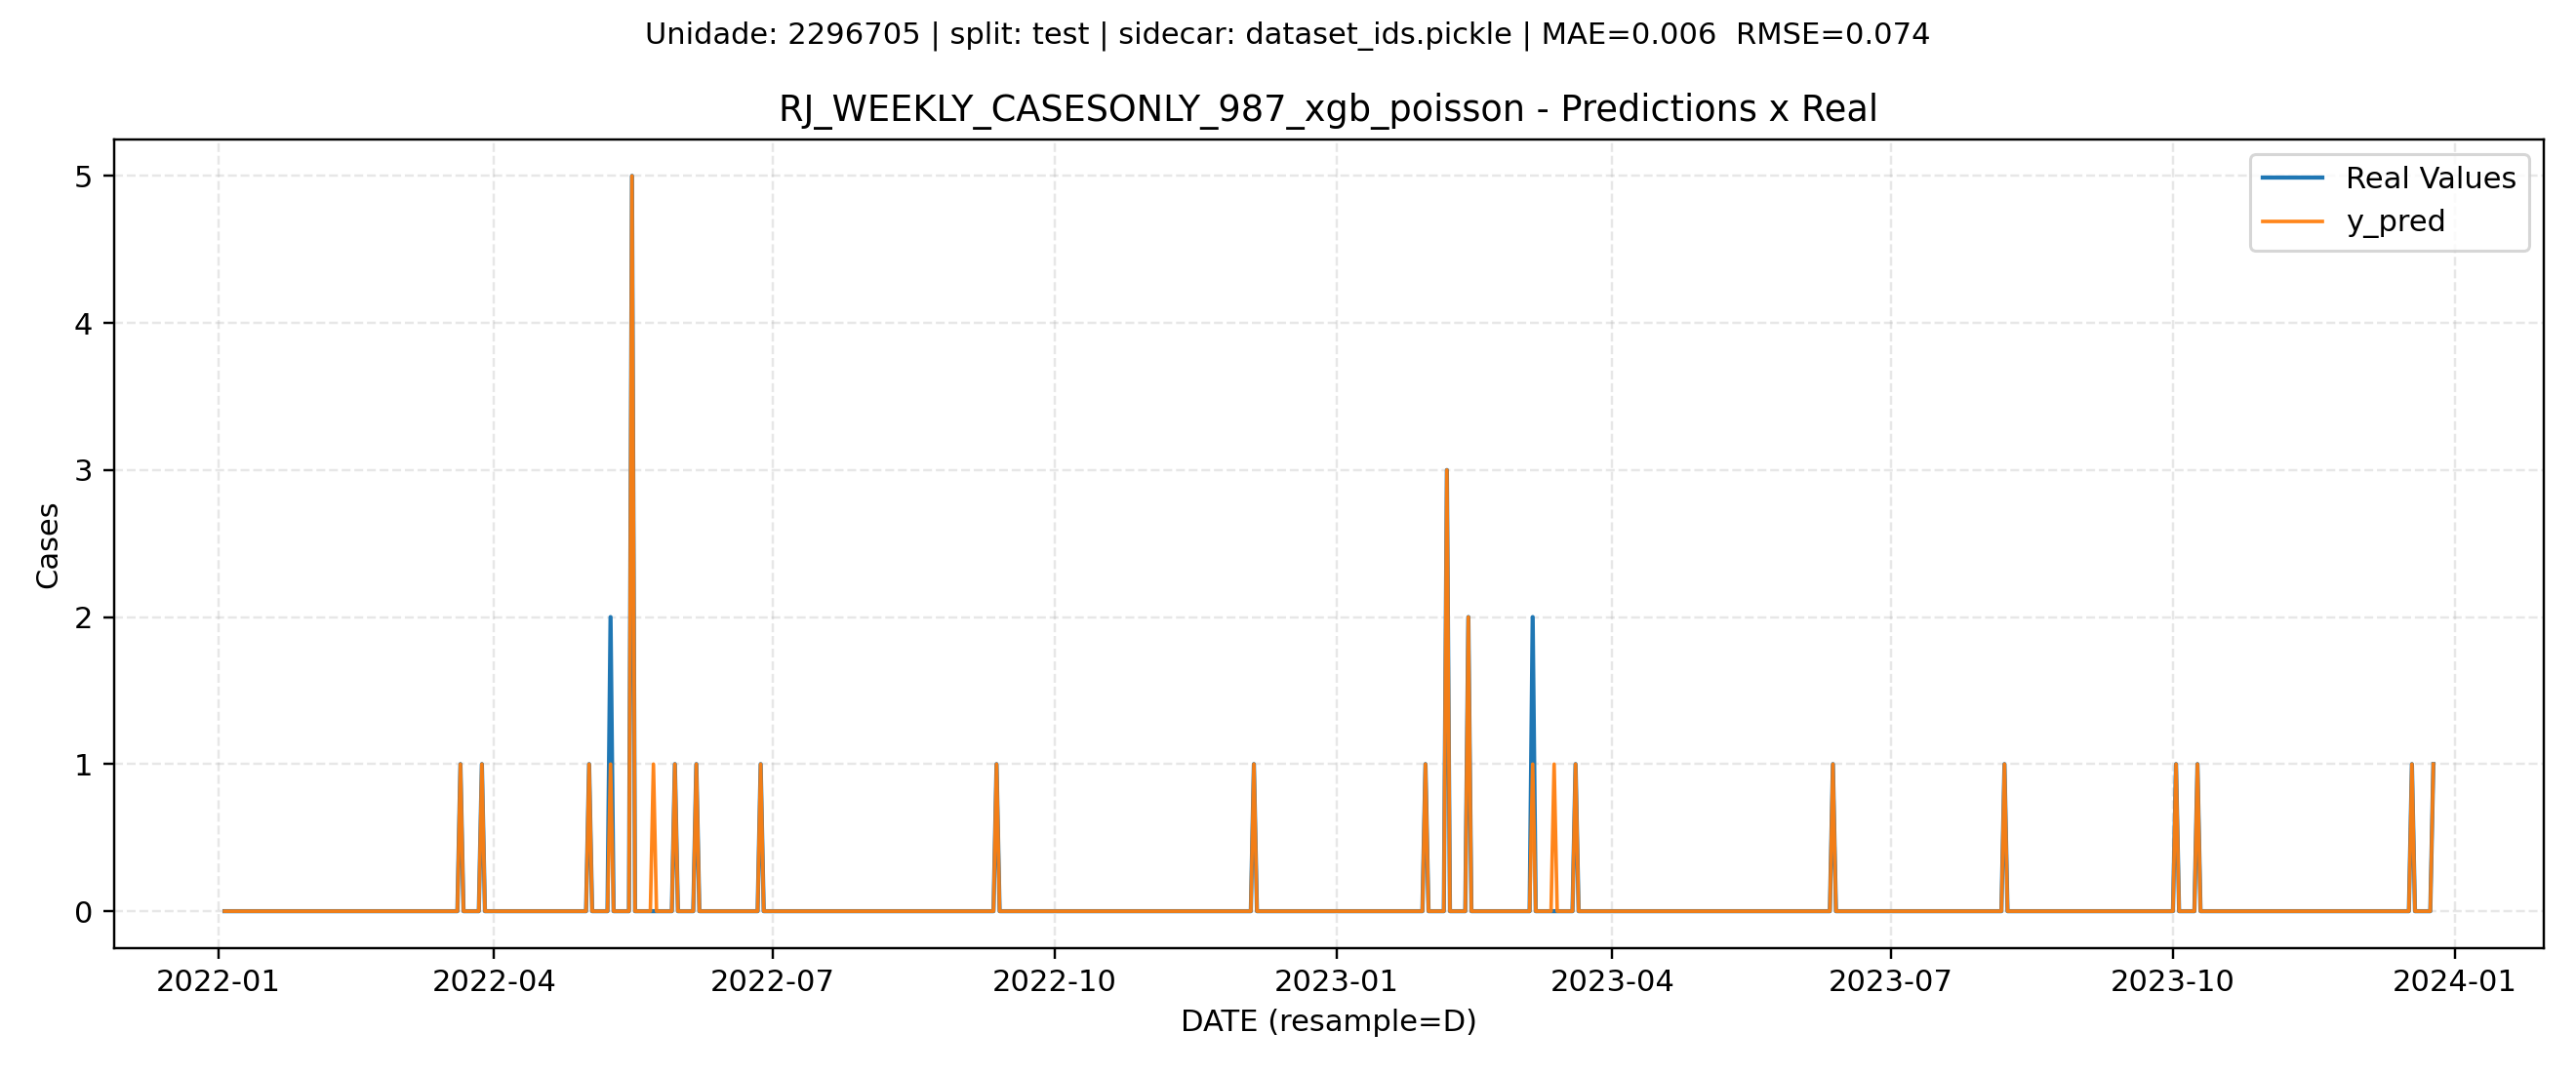 Unidade: 2296705 | split: test | sidecar: dataset_ids.pickle | MAE=0.006  RMSE=0.074
RJ_WEEKLY_CASESONLY_987_xgb_poisson - Predictions x Real
Real Values
y_pred
5
4
3
2
1
0
Cases
2022-01 2022-04 2022-07 2022-10 2023-01 2023-04 2023-07 2023-10 2024-01
DATE (resample=D)